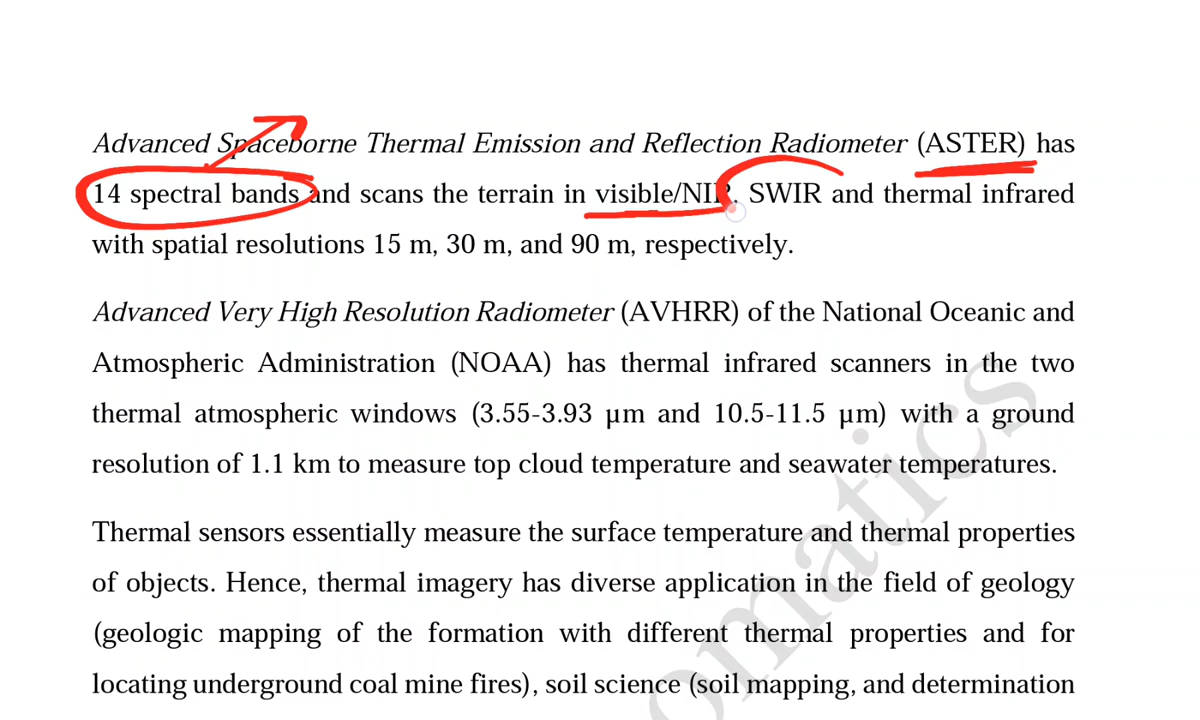 Advanced Spaceborne Thermal Emission and Reflection Radiometer (ASTER) has
14 spectral bands and scans the terrain in visible/NIR. SWIR and thermal infrared
with spatial resolutions 15 m, 30 m, and 90 m, respectively.
Advanced Very High Resolution Radiometer (AVHRR) of the National Oceanic and
Atmospheric Administration (NOAA) has thermal infrared scanners in the two
thermal atmospheric windows (3.55-3.93 µm and 10.5-11.5 µm) with a ground
resolution of 1.1 km to measure top cloud temperature and seawater temperatures.
Thermal sensors essentially measure the surface temperature and thermal properties
of objects. Hence, thermal imagery has diverse application in the field of geology
(geologic mapping of the formation with different thermal properties and for
locating underground coal mine fires), soil science (soil mapping, and determination
omatics